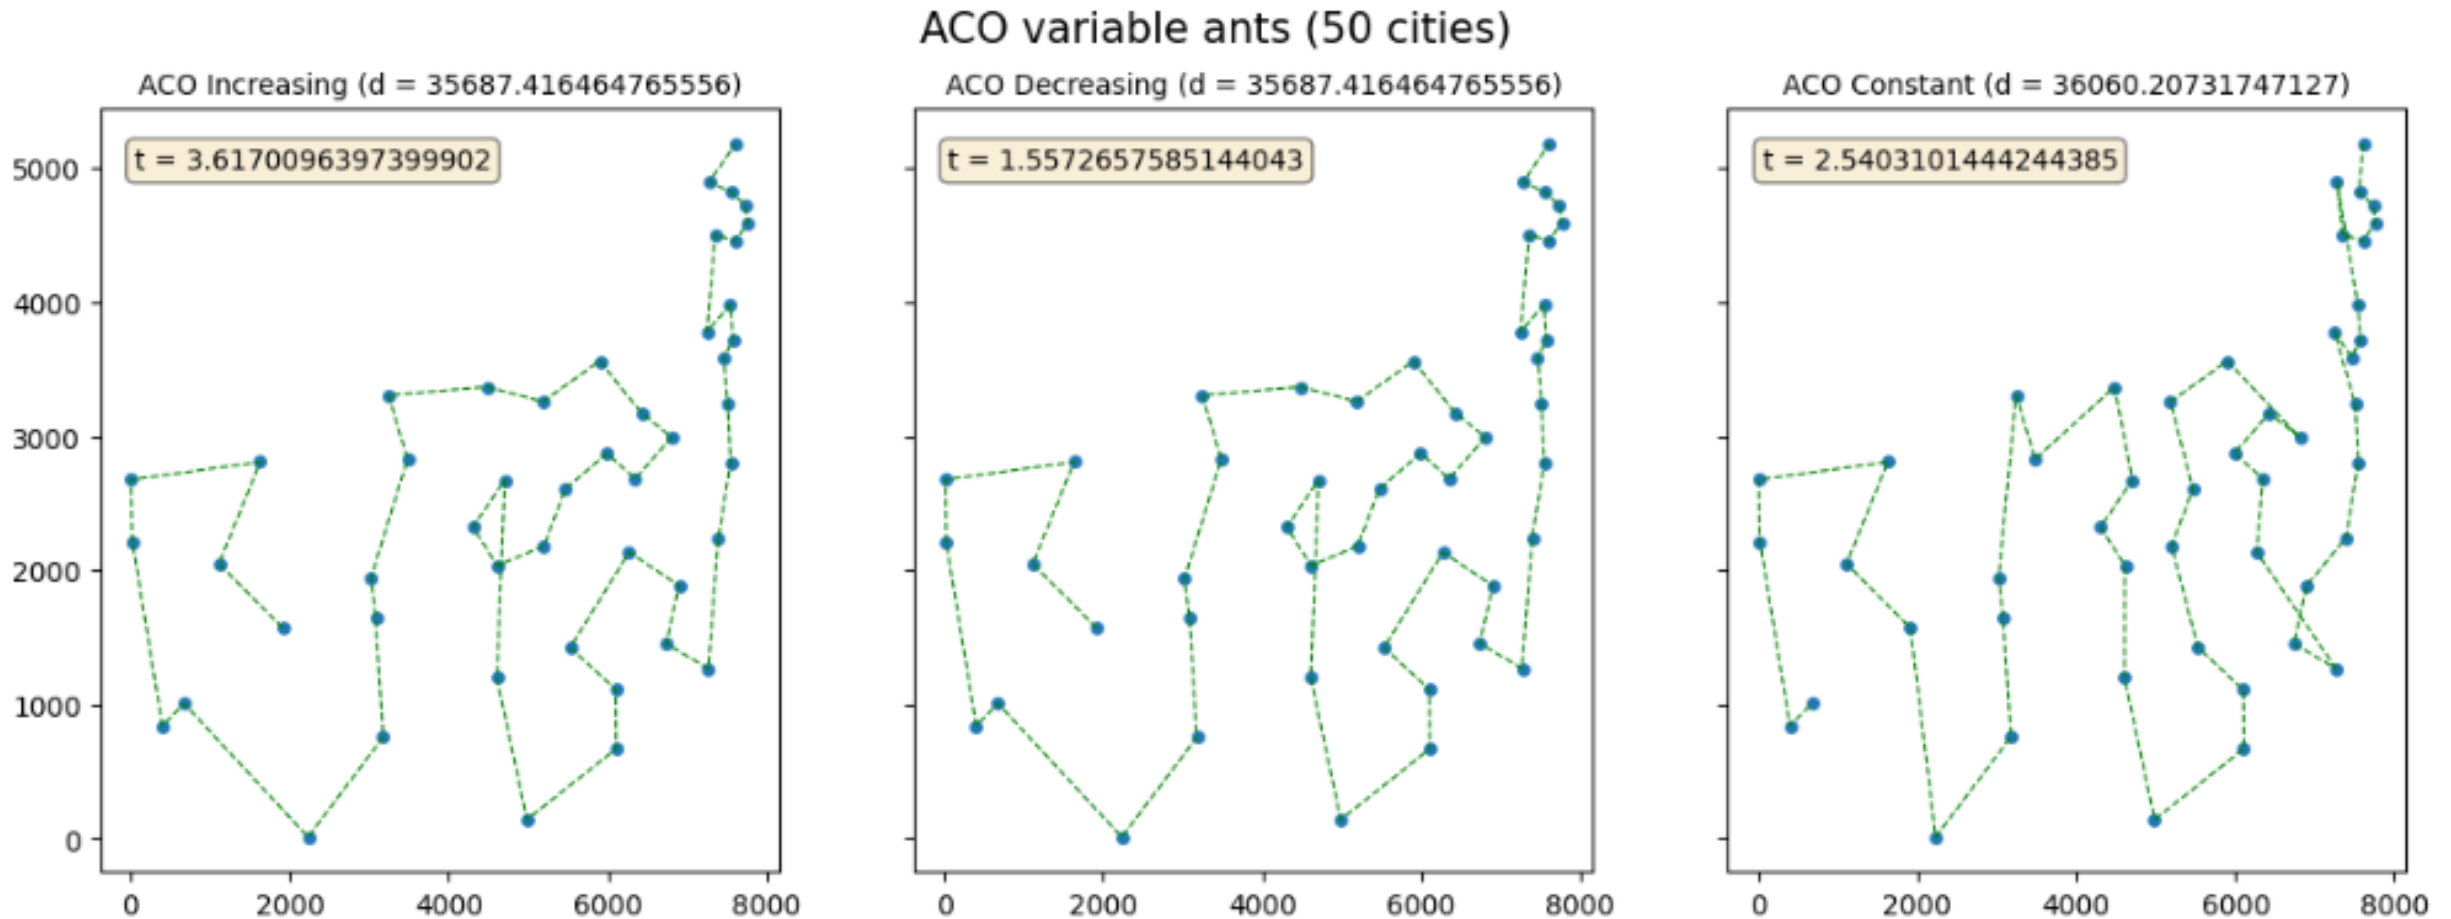 ACO variable ants (50 cities)
ACO Increasing (d = 35687.416464765556)
t = 3.6170096397399902
5000
4000
3000
2000
1000
0
0 2000 4000 6000 8000
ACO Decreasing (d = 35687.416464765556)
t = 1.5572657585144043
0 2000 4000 6000 8000
ACO Constant (d = 36060.20731747127)
t = 2.5403101444244385
0 2000 4000 6000 8000